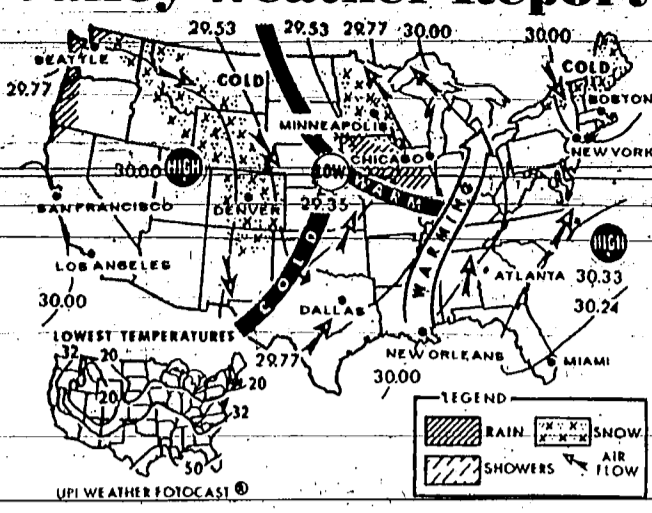 Valley Weather Report
29.53 29.53 29.77 30.00 30.00
SEATTLE
COLD
COLD
29.77
BOSTON
MINNEAPOLIS
NEW YORK
CHICAGO
30.00 HIGH
LOW
WARM
SAN FRANCISCO
DENVER
29.35
WARMING
HIGH
COLD
LOS ANGELES
ATLANTA
30.33
30.00
DALLAS
30.24
LOWEST TEMPERATURES
32 20
29.77
NEW ORLEANS
MIAMI
30.00
20
20
32
LEGEND
RAIN
SNOW
SHOWERS
AIR FLOW
50
UPI WEATHER FOTOCAST ®